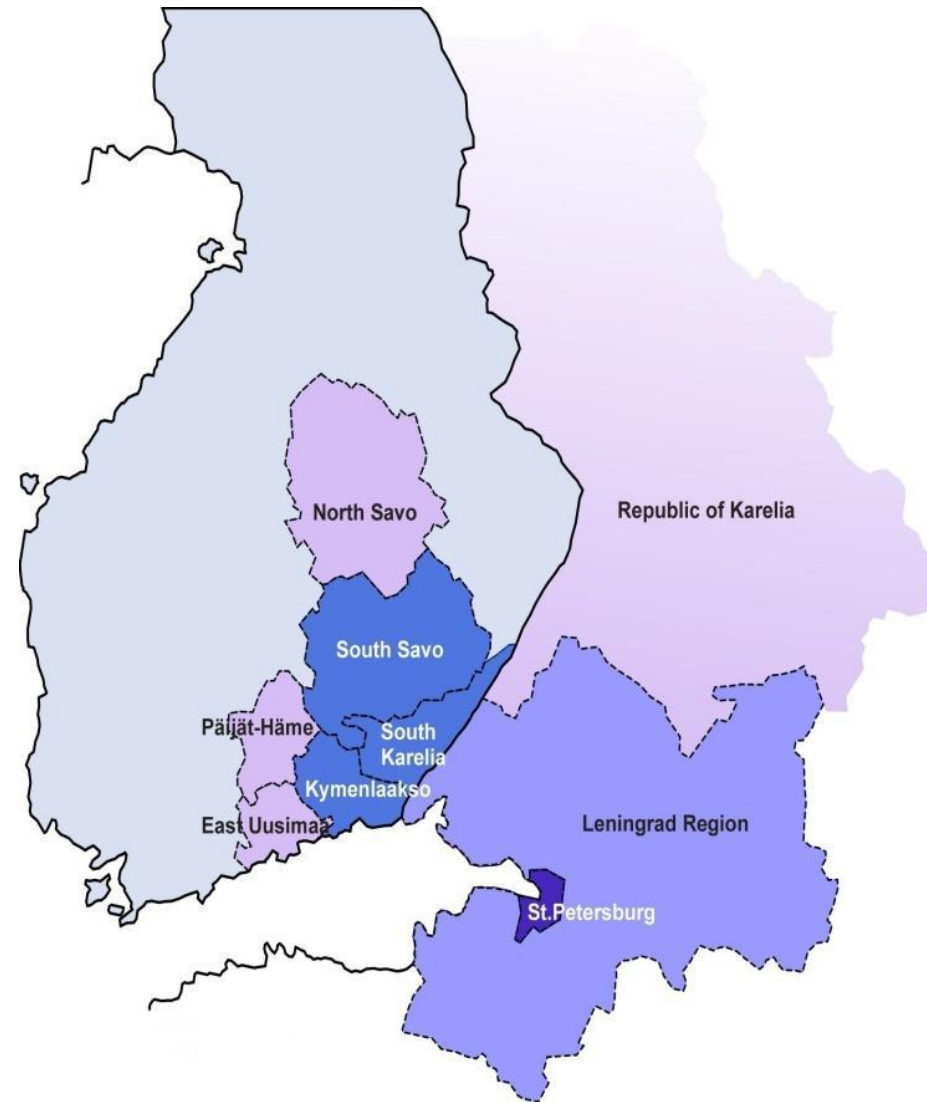 North Savo
Republic of Karelia
South Savo
Päijät-Häme
South
Karelia
Kymenlaakso
East Uusimaa
Leningrad Region
St.Petersburg